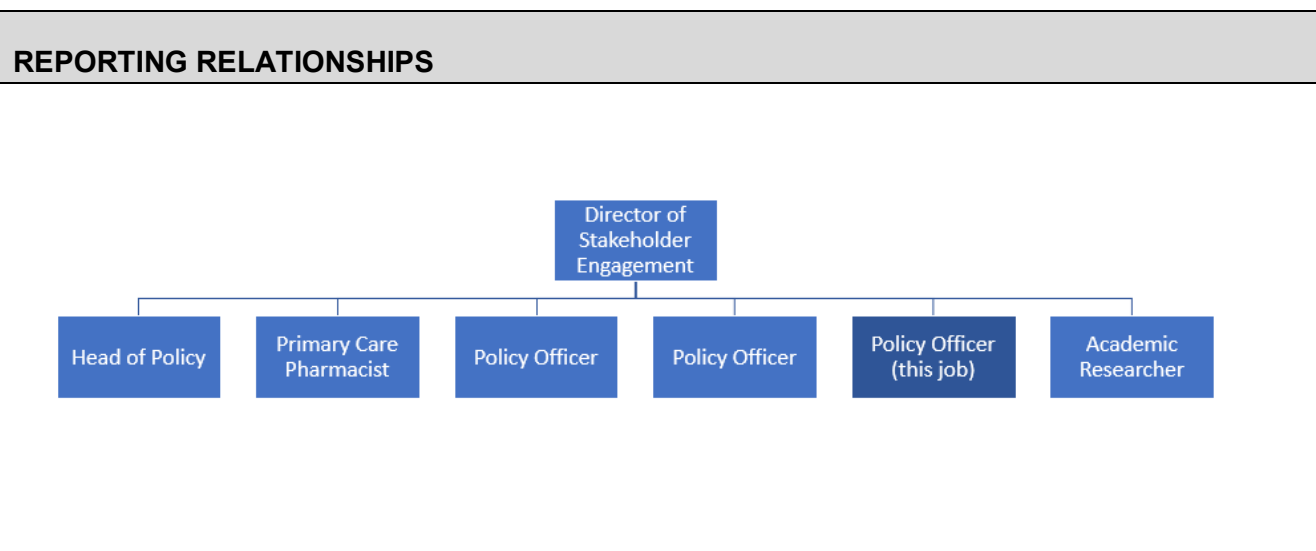 REPORTING RELATIONSHIPS
Director of
Stakeholder
Engagement
Head of Policy
Primary Care
Pharmacist
Policy Officer
Policy Officer
Policy Officer
(this job)
Academic
Researcher